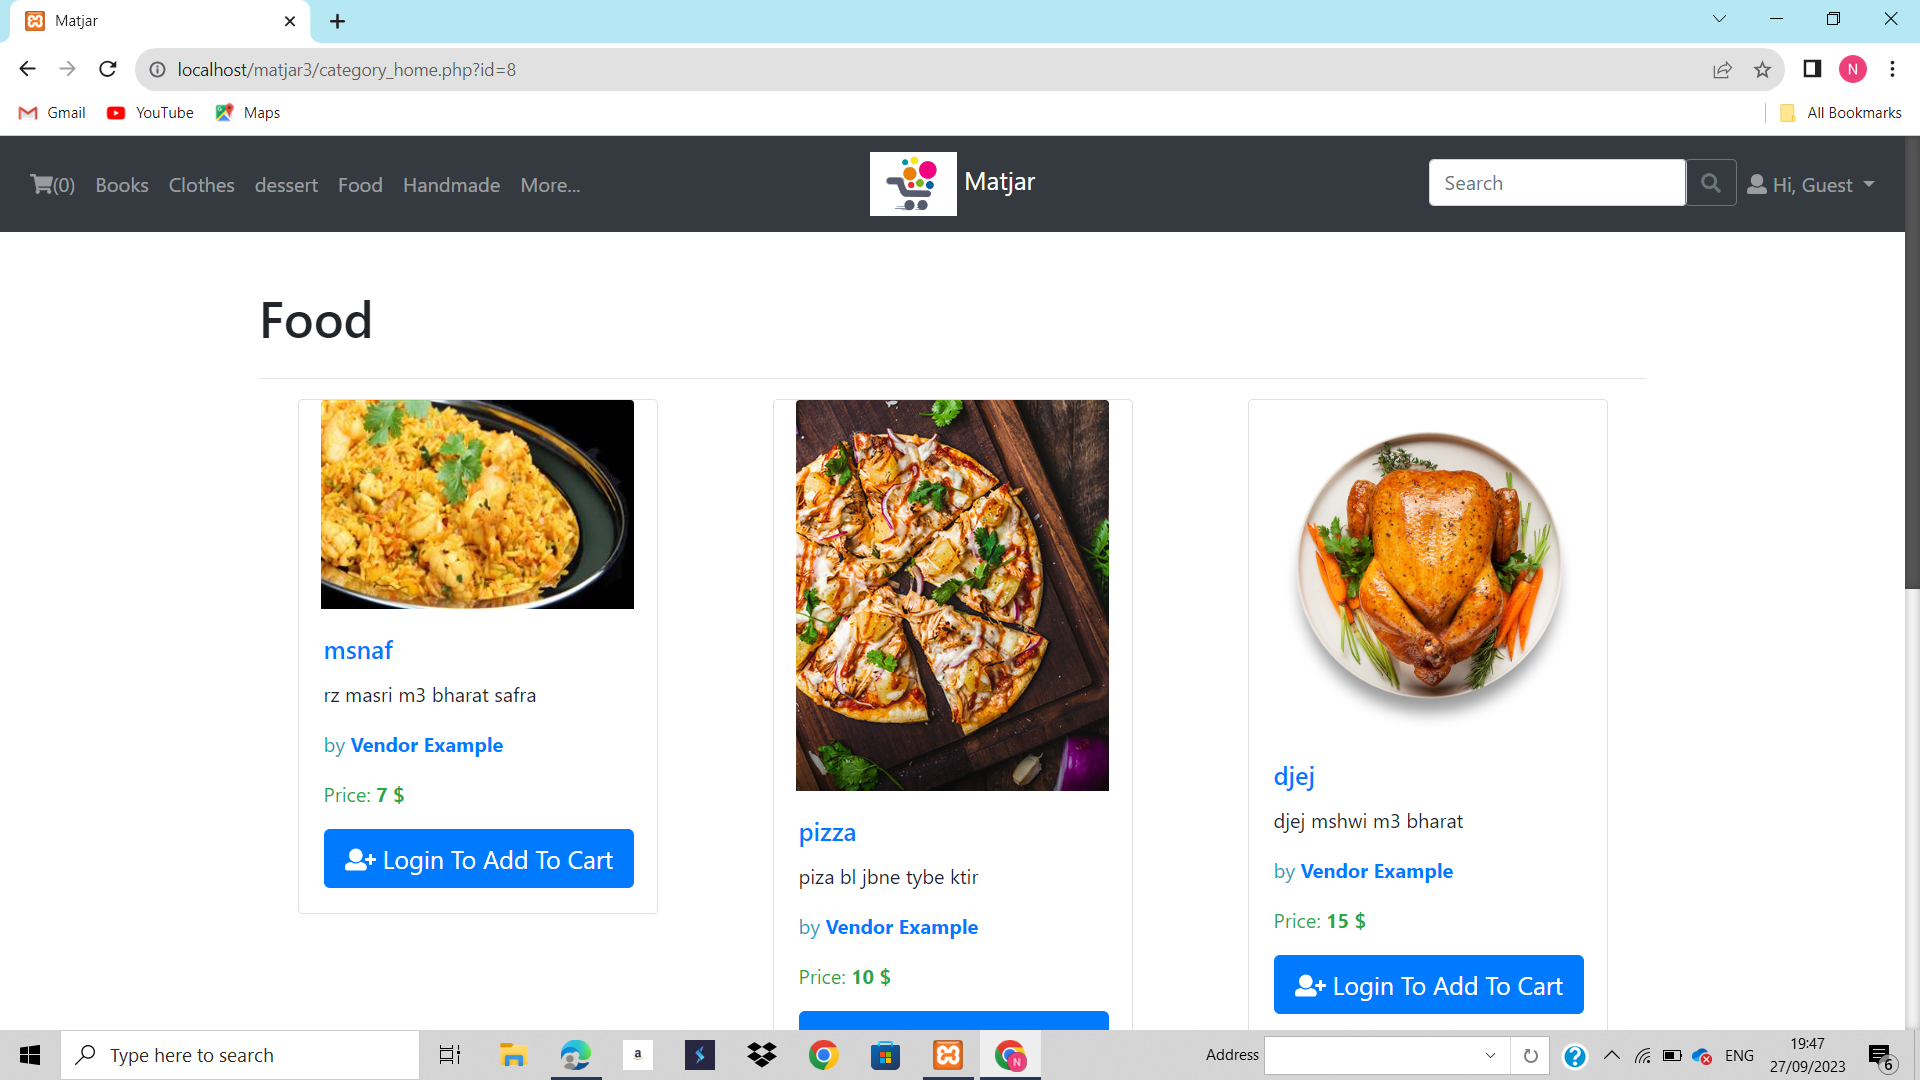 Matjar
localhost/matjar3/category_home.php?id=8
N
Gmail YouTube Maps All Bookmarks
(0) Books Clothes dessert Food Handmade More... Matjar Search Hi, Guest
Food
msnaf
rz masri m3 bharat safra
by Vendor Example
Price: 7 $
Login To Add To Cart
pizza
piza bl jbne tybe ktir
by Vendor Example
Price: 10 $
djej
djej mshwi m3 bharat
by Vendor Example
Price: 15 $
Login To Add To Cart
Type here to search a N Address ENG 19:47
27/09/2023 6